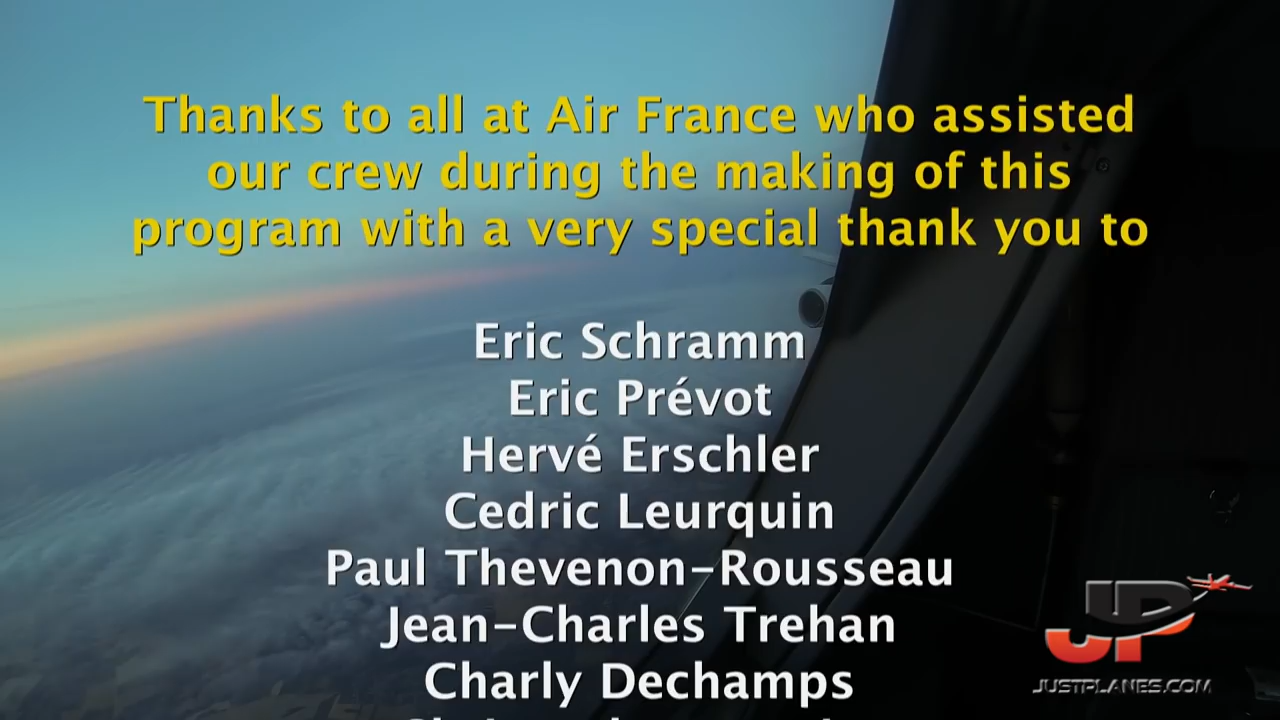 Thanks to all at Air France who assisted
our crew during the making of this
program with a very special thank you to
Eric Schramm
Eric Prévot
Hervé Erschler
Cedric Leurquin
Paul Thevenon-Rousseau
Jean-Charles Trehan
Charly Dechamps
JP
JUSTPLANES.COM